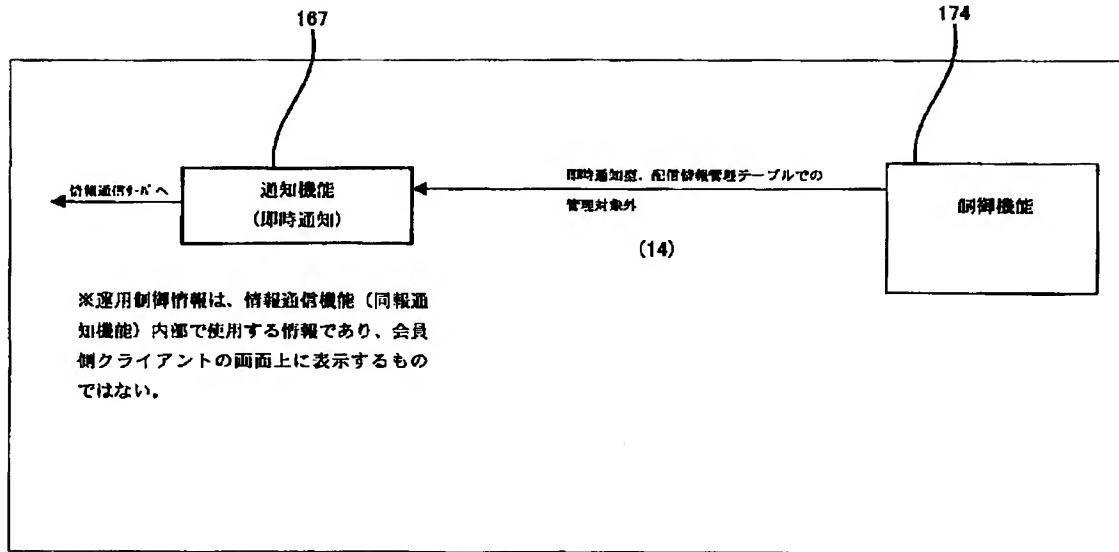 167
174
情報通信ｻｰﾊﾞへ
通知機能
(即時通知)
即時通知型、配信情報管理テーブルでの
管理対象外
(14)
制御機能
※運用制御情報は、情報通信機能（同報通
知機能）内部で使用する情報であり、会員
側クライアントの画面上に表示するもの
ではない。